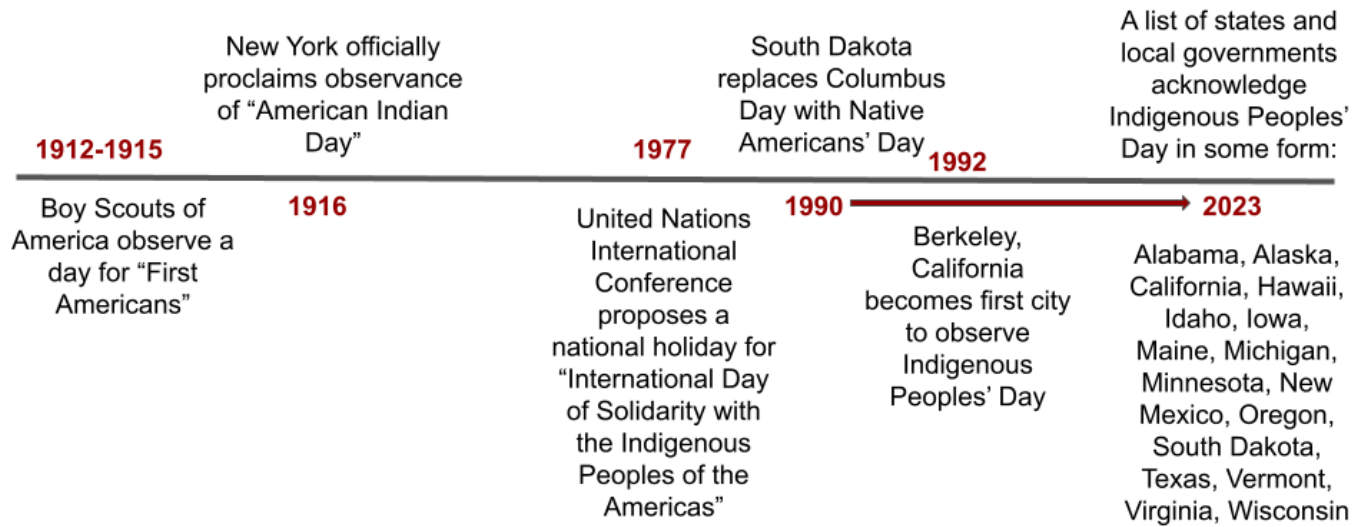 1912-1915
Boy Scouts of
America observe a
day for “First
Americans”
New York officially
proclaims observance
of “American Indian
Day”
1916
1977
United Nations
International
Conference
proposes a
national holiday for
“International Day
of Solidarity with
the Indigenous
Peoples of the
Americas”
South Dakota
replaces Columbus
Day with Native
Americans’ Day
1990
1992
Berkeley,
California
becomes first city
to observe
Indigenous
Peoples’ Day
A list of states and
local governments
acknowledge
Indigenous Peoples’
Day in some form:
2023
Alabama, Alaska,
California, Hawaii,
Idaho, Iowa,
Maine, Michigan,
Minnesota, New
Mexico, Oregon,
South Dakota,
Texas, Vermont,
Virginia, Wisconsin